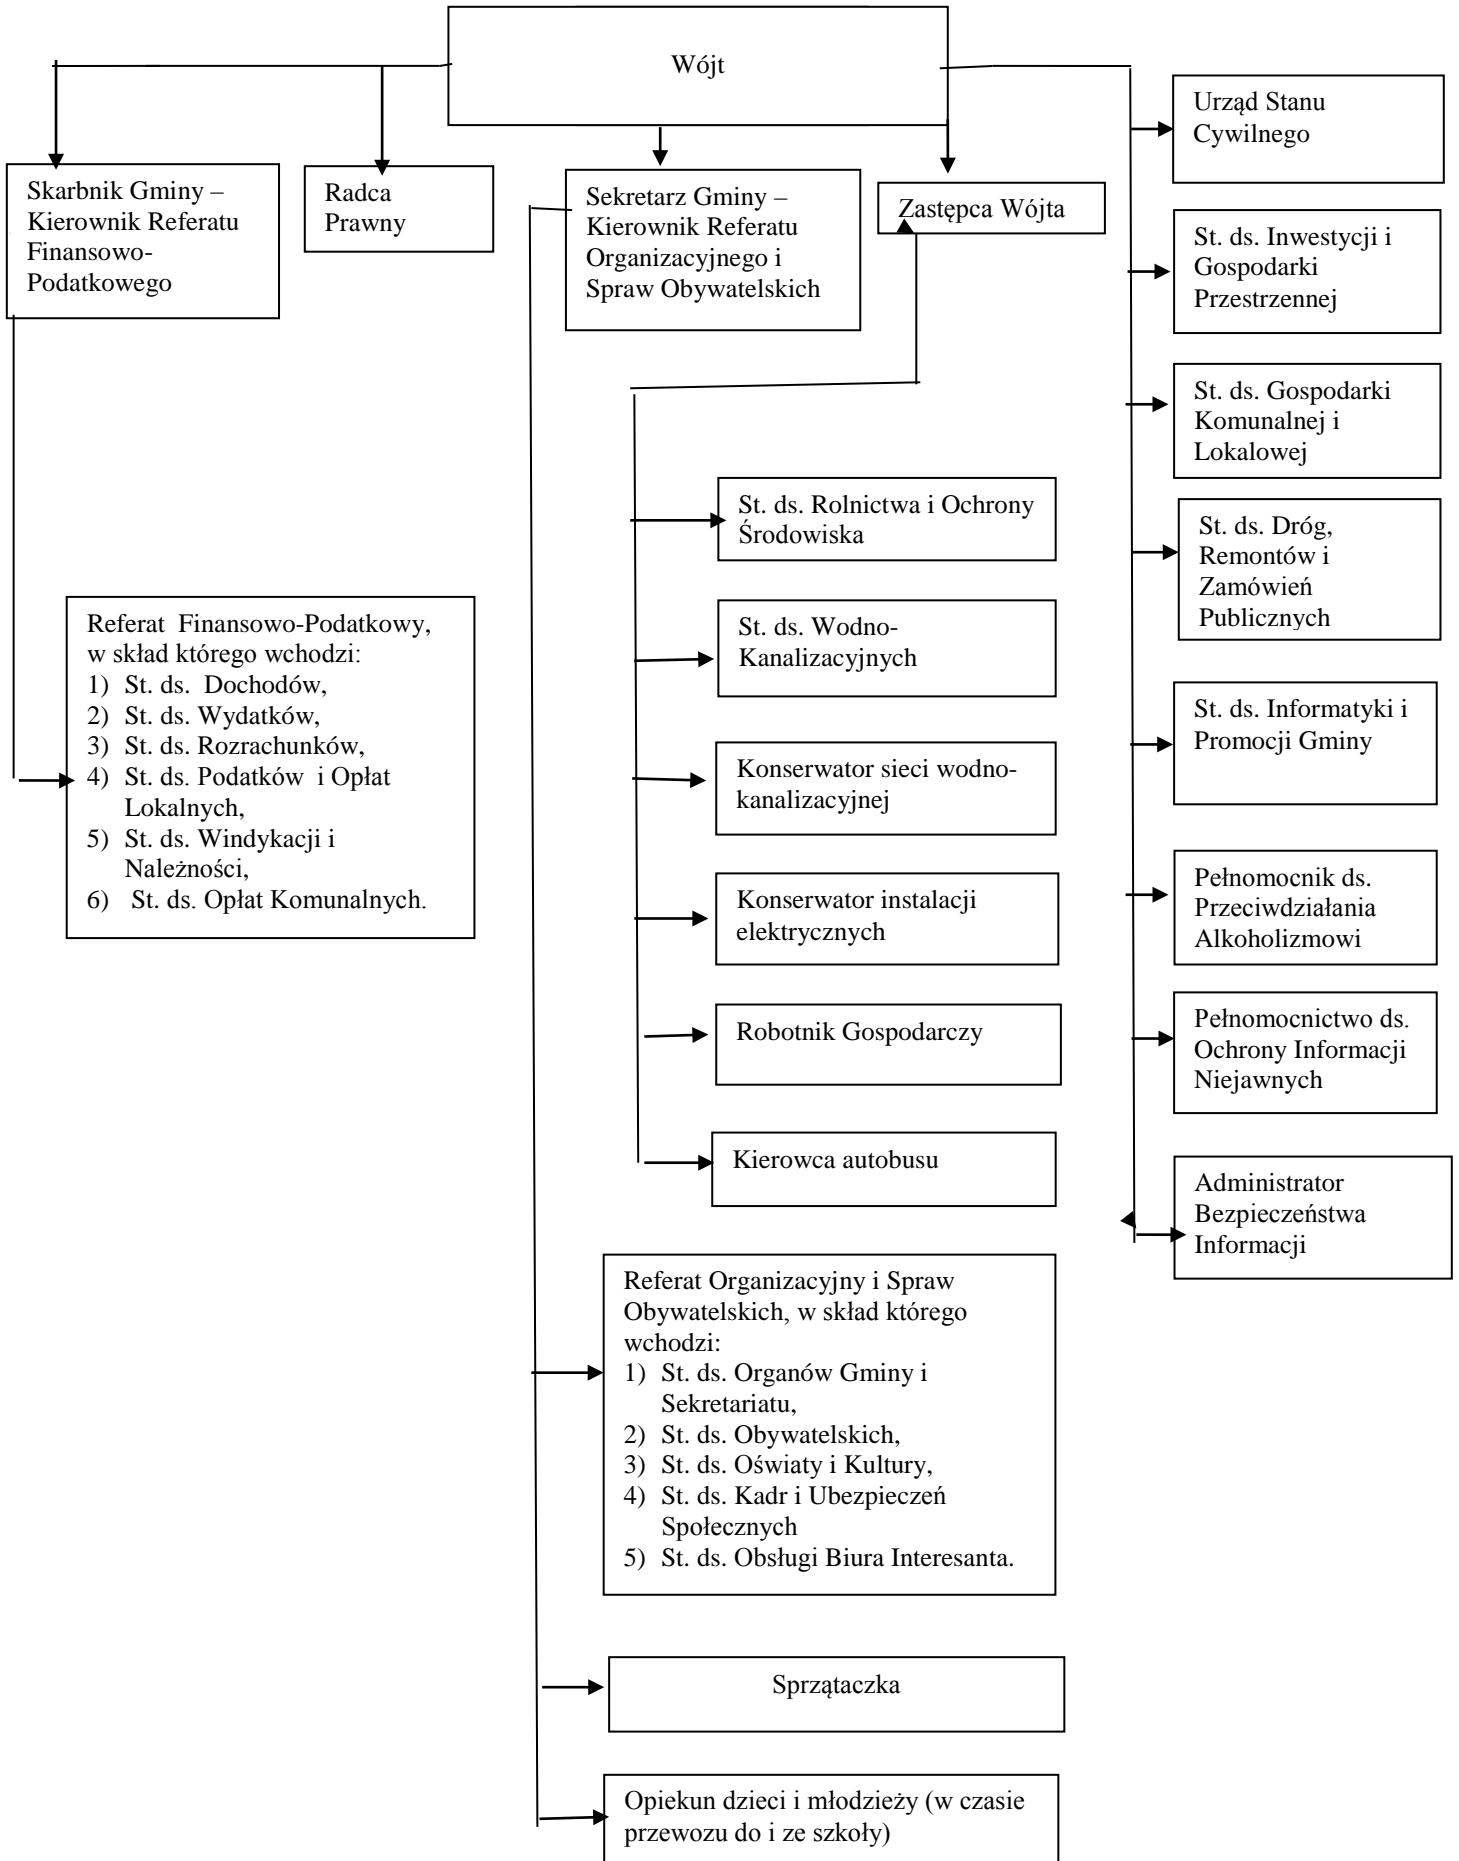 Wójt
Skarbnik Gminy –
Kierownik Referatu
Finansowo-
Podatkowego
Radca
Prawny
Sekretarz Gminy –
Kierownik Referatu
Organizacyjnego i
Spraw Obywatelskich
Zastępca Wójta
Urząd Stanu
Cywilnego
St. ds. Inwestycji i
Gospodarki
Przestrzennej
St. ds. Gospodarki
Komunalnej i
Lokalowej
St. ds. Dróg,
Remontów i
Zamówień
Publicznych
St. ds. Informatyki i
Promocji Gminy
Pełnomocnik ds.
Przeciwdziałania
Alkoholizmowi
Pełnomocnictwo ds.
Ochrony Informacji
Niejawnych
Administrator
Bezpieczeństwa
Informacji
St. ds. Rolnictwa i Ochrony
Środowiska
St. ds. Wodno-
Kanalizacyjnych
Konserwator sieci wodno-
kanalizacyjnej
Konserwator instalacji
elektrycznych
Robotnik Gospodarczy
Kierowca autobusu
Referat Finansowo-Podatkowy,
w skład którego wchodzi:
1) St. ds. Dochodów,
2) St. ds. Wydatków,
3) St. ds. Rozrachunków,
4) St. ds. Podatków i Opłat
Lokalnych,
5) St. ds. Windykacji i
Należności,
6) St. ds. Opłat Komunalnych.
Referat Organizacyjny i Spraw
Obywatelskich, w skład którego
wchodzi:
1) St. ds. Organów Gminy i
Sekretariatu,
2) St. ds. Obywatelskich,
3) St. ds. Oświaty i Kultury,
4) St. ds. Kadr i Ubezpieczeń
Społecznych
5) St. ds. Obsługi Biura Interesanta.
Sprzątaczka
Opiekun dzieci i młodzieży (w czasie
przewozu do i ze szkoły)